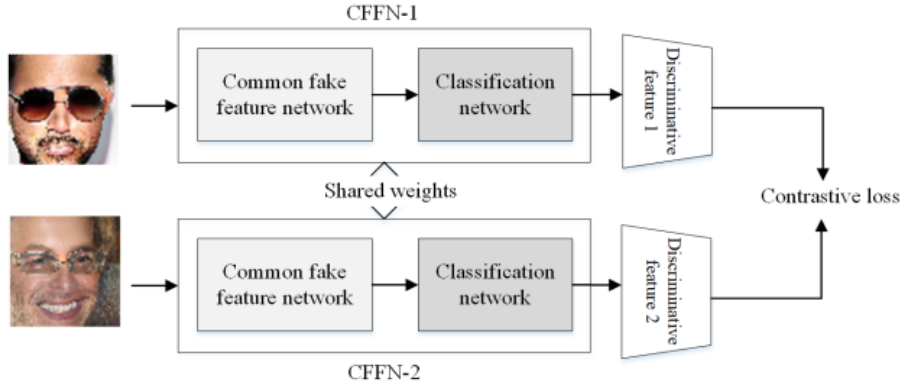 CFFN-1
Common fake
feature network
Classification
network
Discriminative
feature 1
Shared weights
Contrastive loss
Common fake
feature network
Classification
network
Discriminative
feature 2
CFFN-2